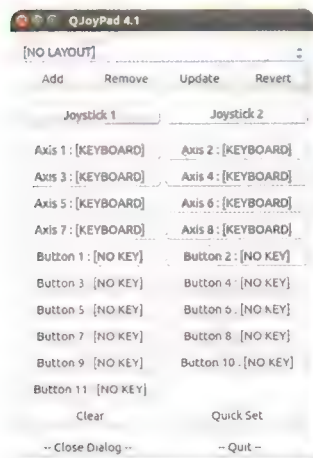 QJoyPad 4.1
[NO LAYOUT]
Add Remove Update Revert
Joystick 1 Joystick 2
Axis 1 : [KEYBOARD] Axis 2 : [KEYBOARD]
Axis 3 : [KEYBOARD] Axis 4 : [KEYBOARD]
Axis 5 : [KEYBOARD] Axis 6 : [KEYBOARD]
Axis 7 : [KEYBOARD] Axis 8 : [KEYBOARD]
Button 1 : [NO KEY] Button 2 : [NO KEY]
Button 3 [NO KEY] Button 4 : [NO KEY]
Button 5 [NO KEY] Button 6 . [NO KEY]
Button 7 [NO KEY] Button 8 [NO KEY]
Button 9 [NO KEY] Button 10 . [NO KEY]
Button 11 [NO KEY]
Clear Quick Set
-- Close Dialog -- -- Quit --